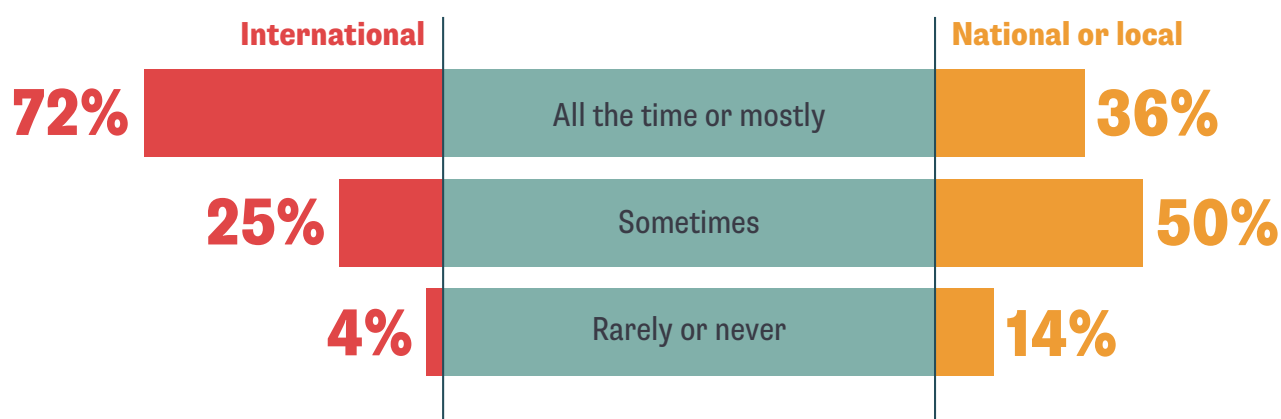 International National or local
72% All the time or mostly 36%
25% Sometimes 50%
4% Rarely or never 14%